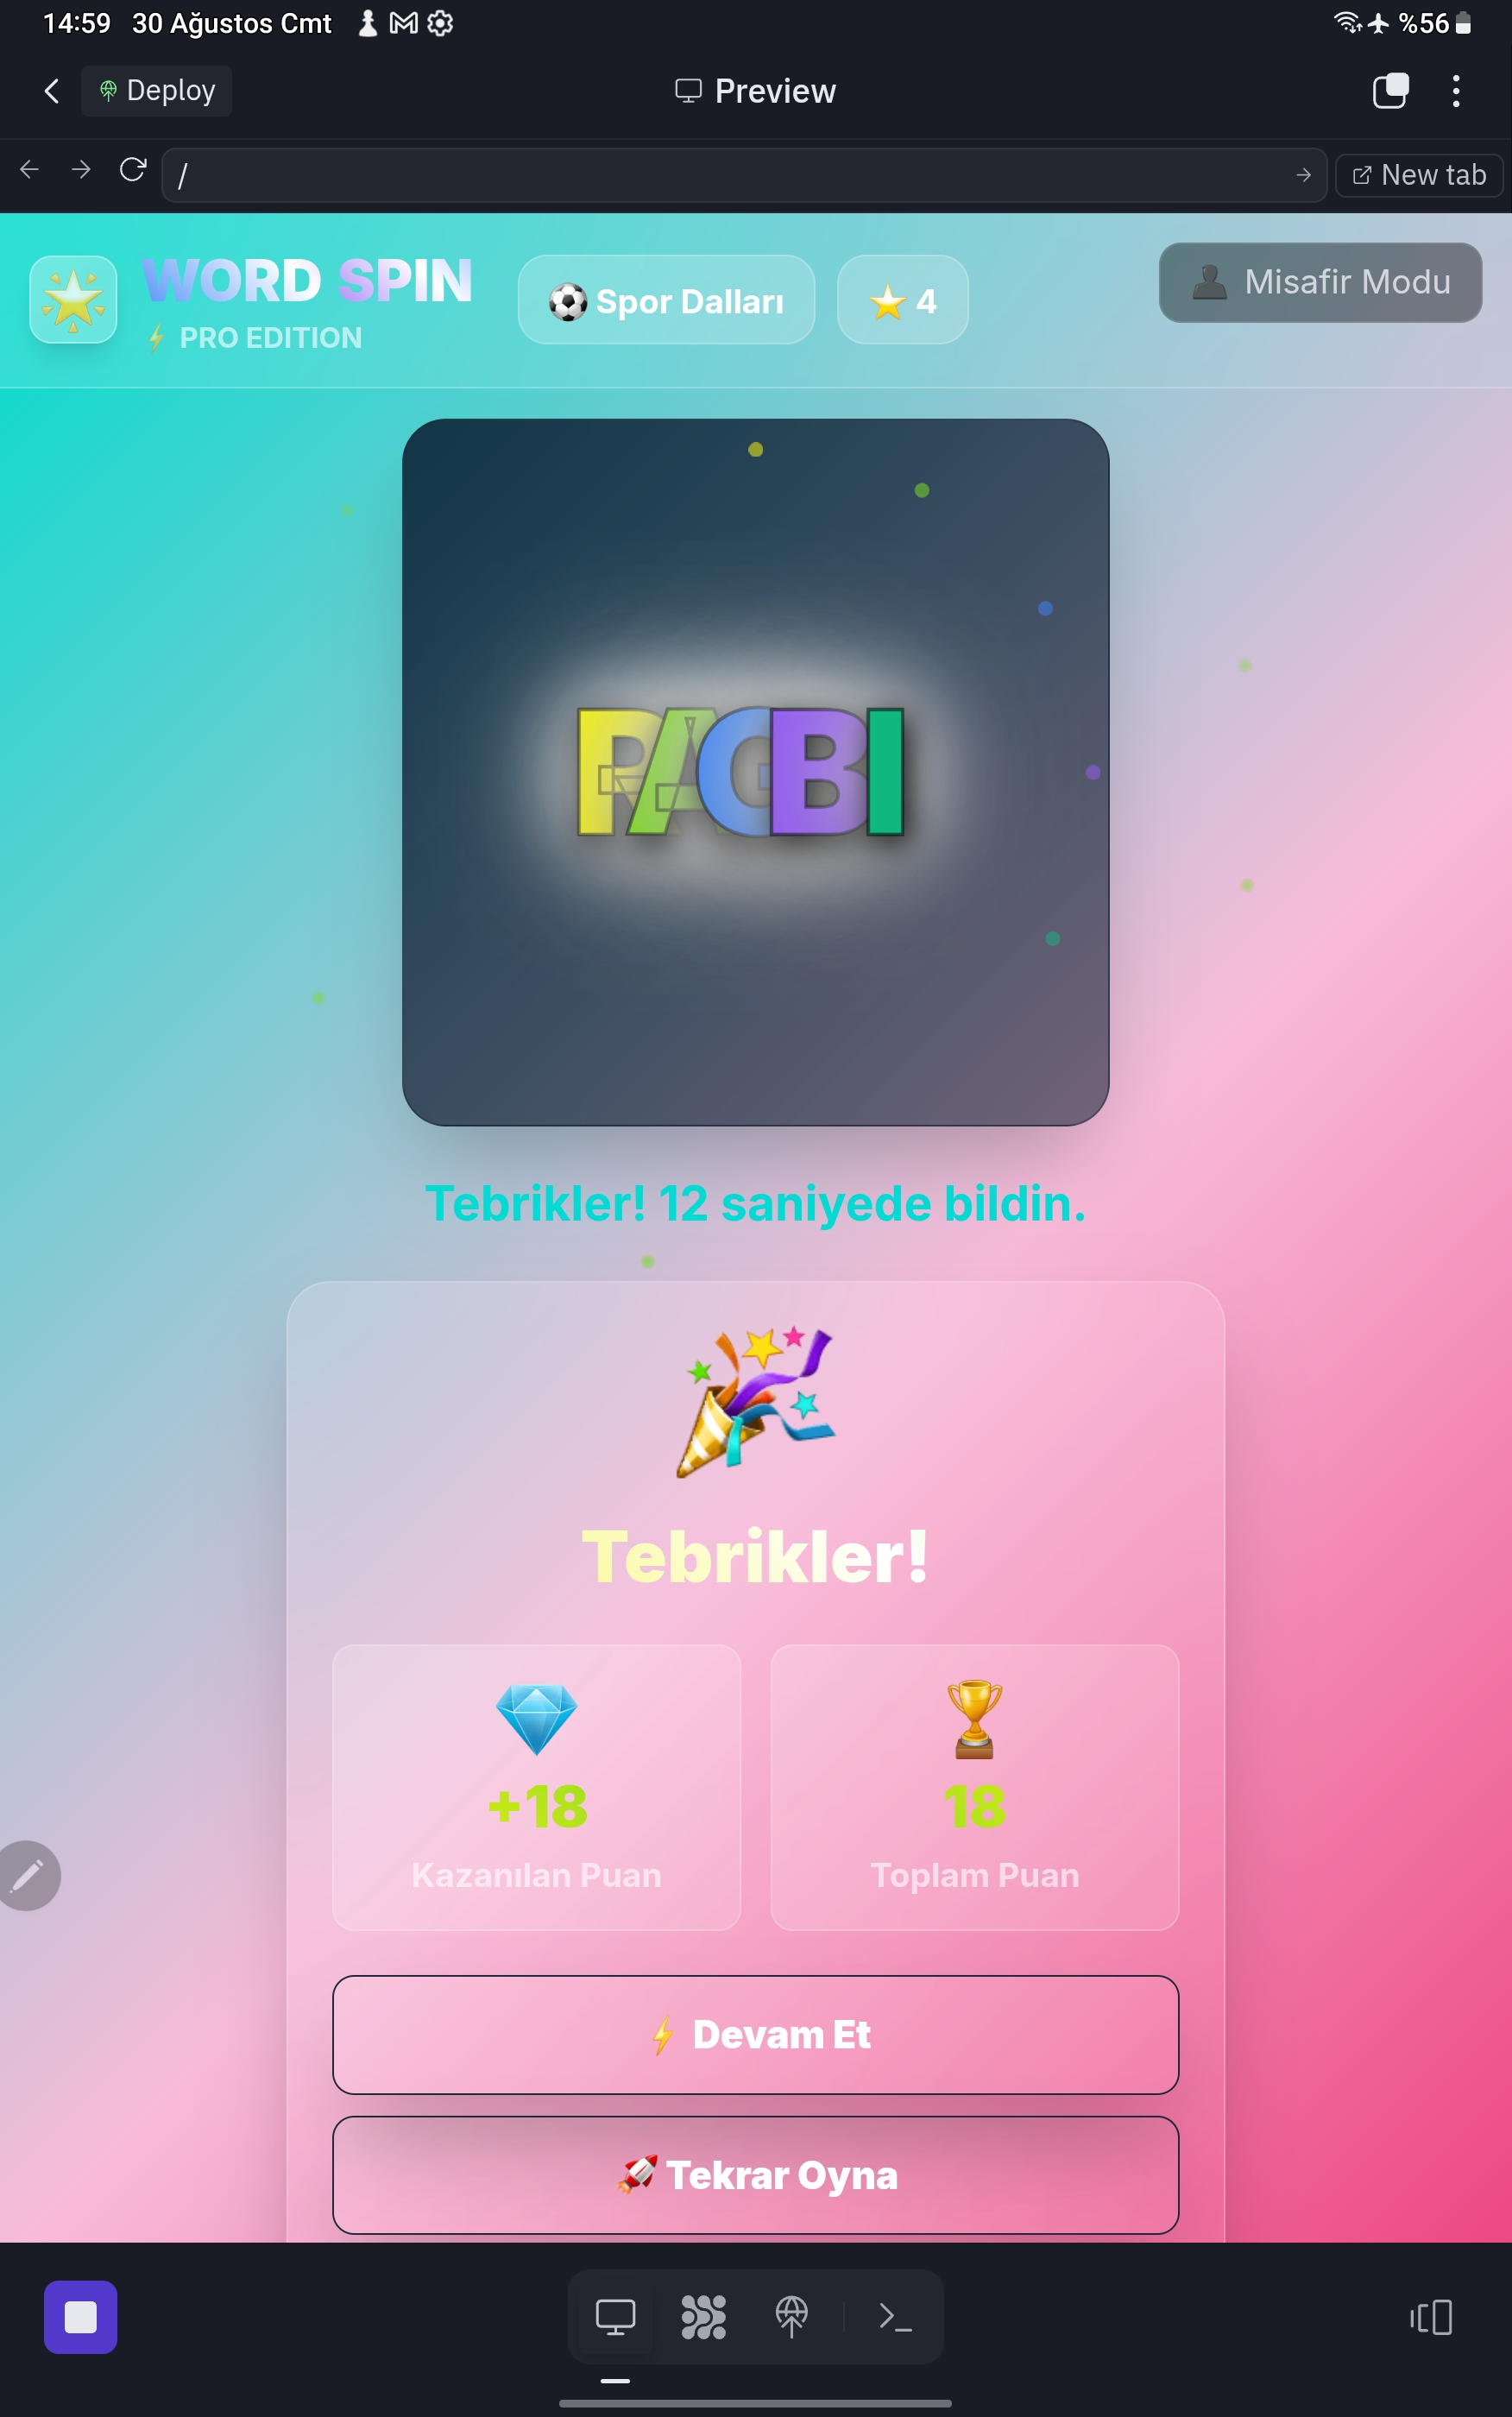 14:59 30 Ağustos Cmt %56
Deploy
Preview
/
New tab
WORD SPIN
⚡ PRO EDITION
⚽ Spor Dalları
⭐ 4
👤 Misafir Modu
RAGBI
Tebrikler! 12 saniyede bildin.
Tebrikler!
+18
Kazanılan Puan
18
Toplam Puan
⚡ Devam Et
🚀 Tekrar Oyna